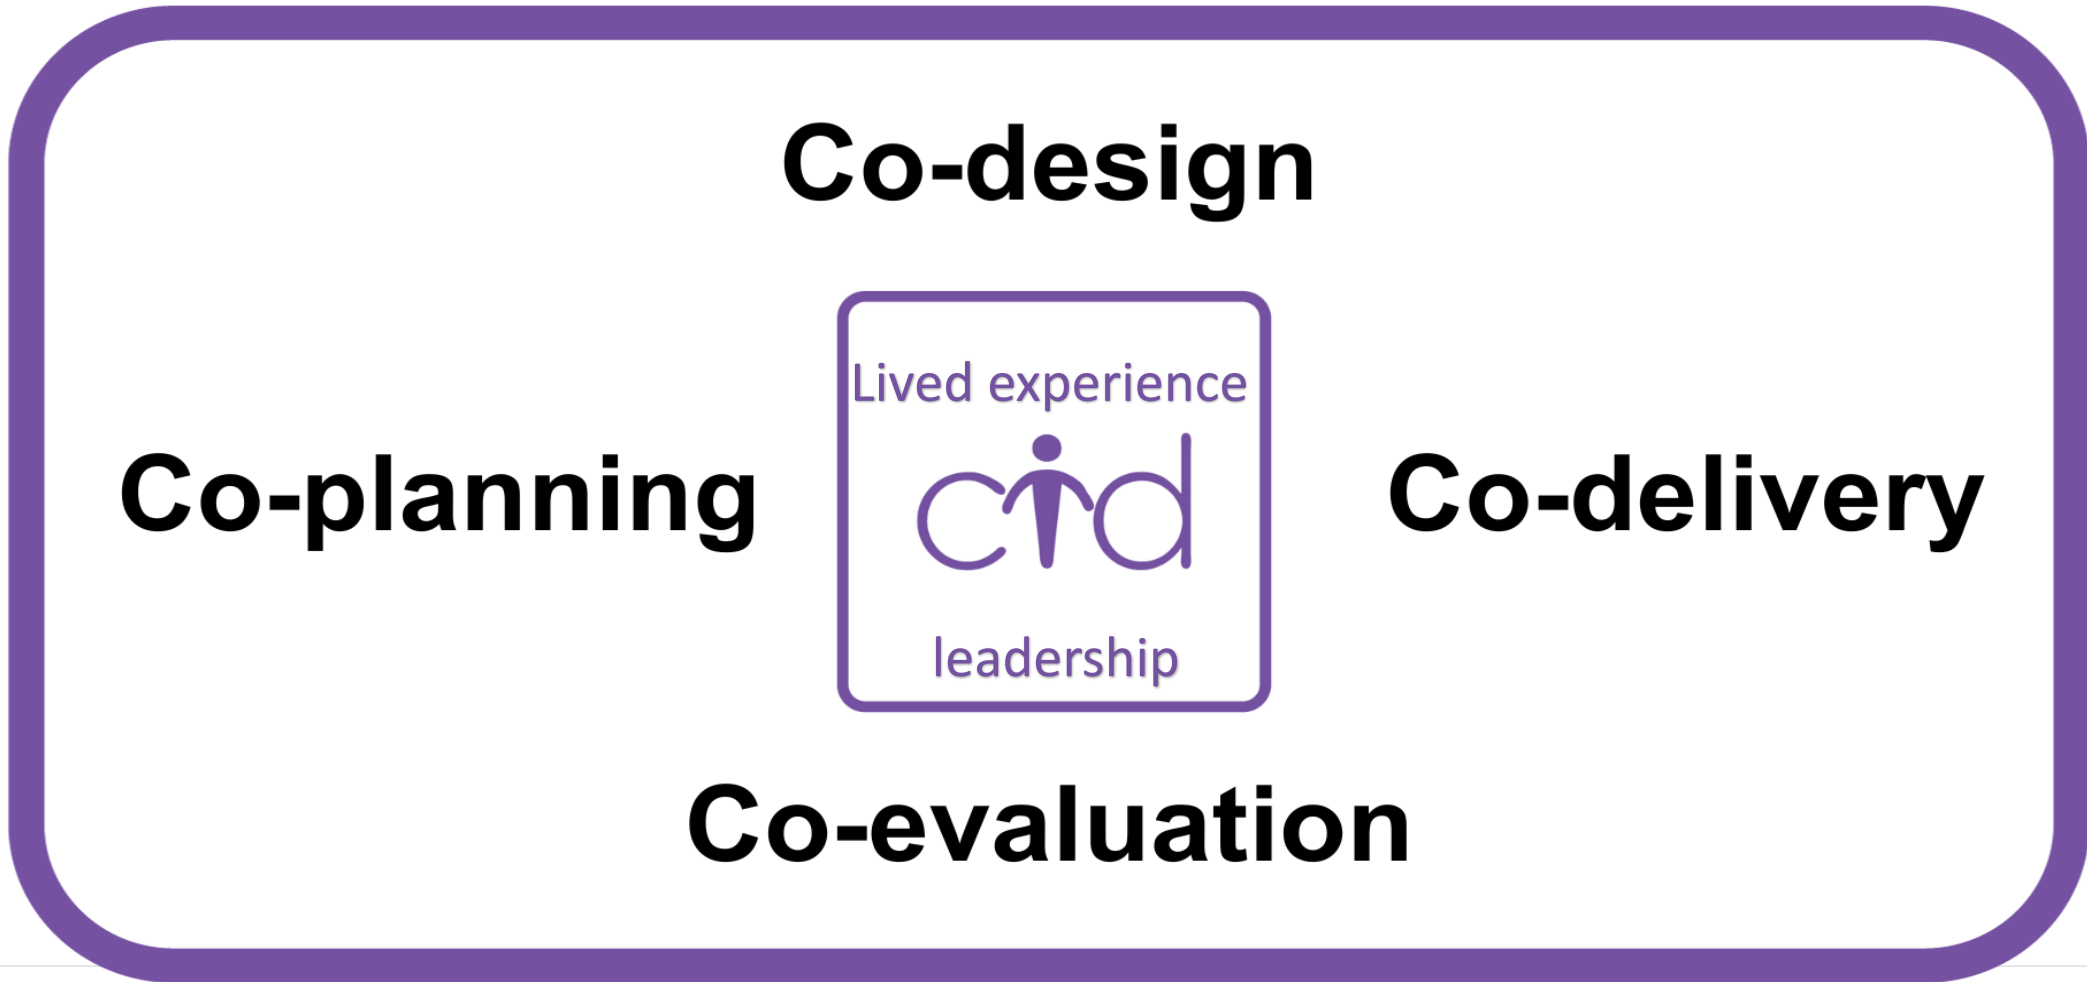 Co-design
Lived experience
Co-planning
cid
Co-delivery
leadership
Co-evaluation